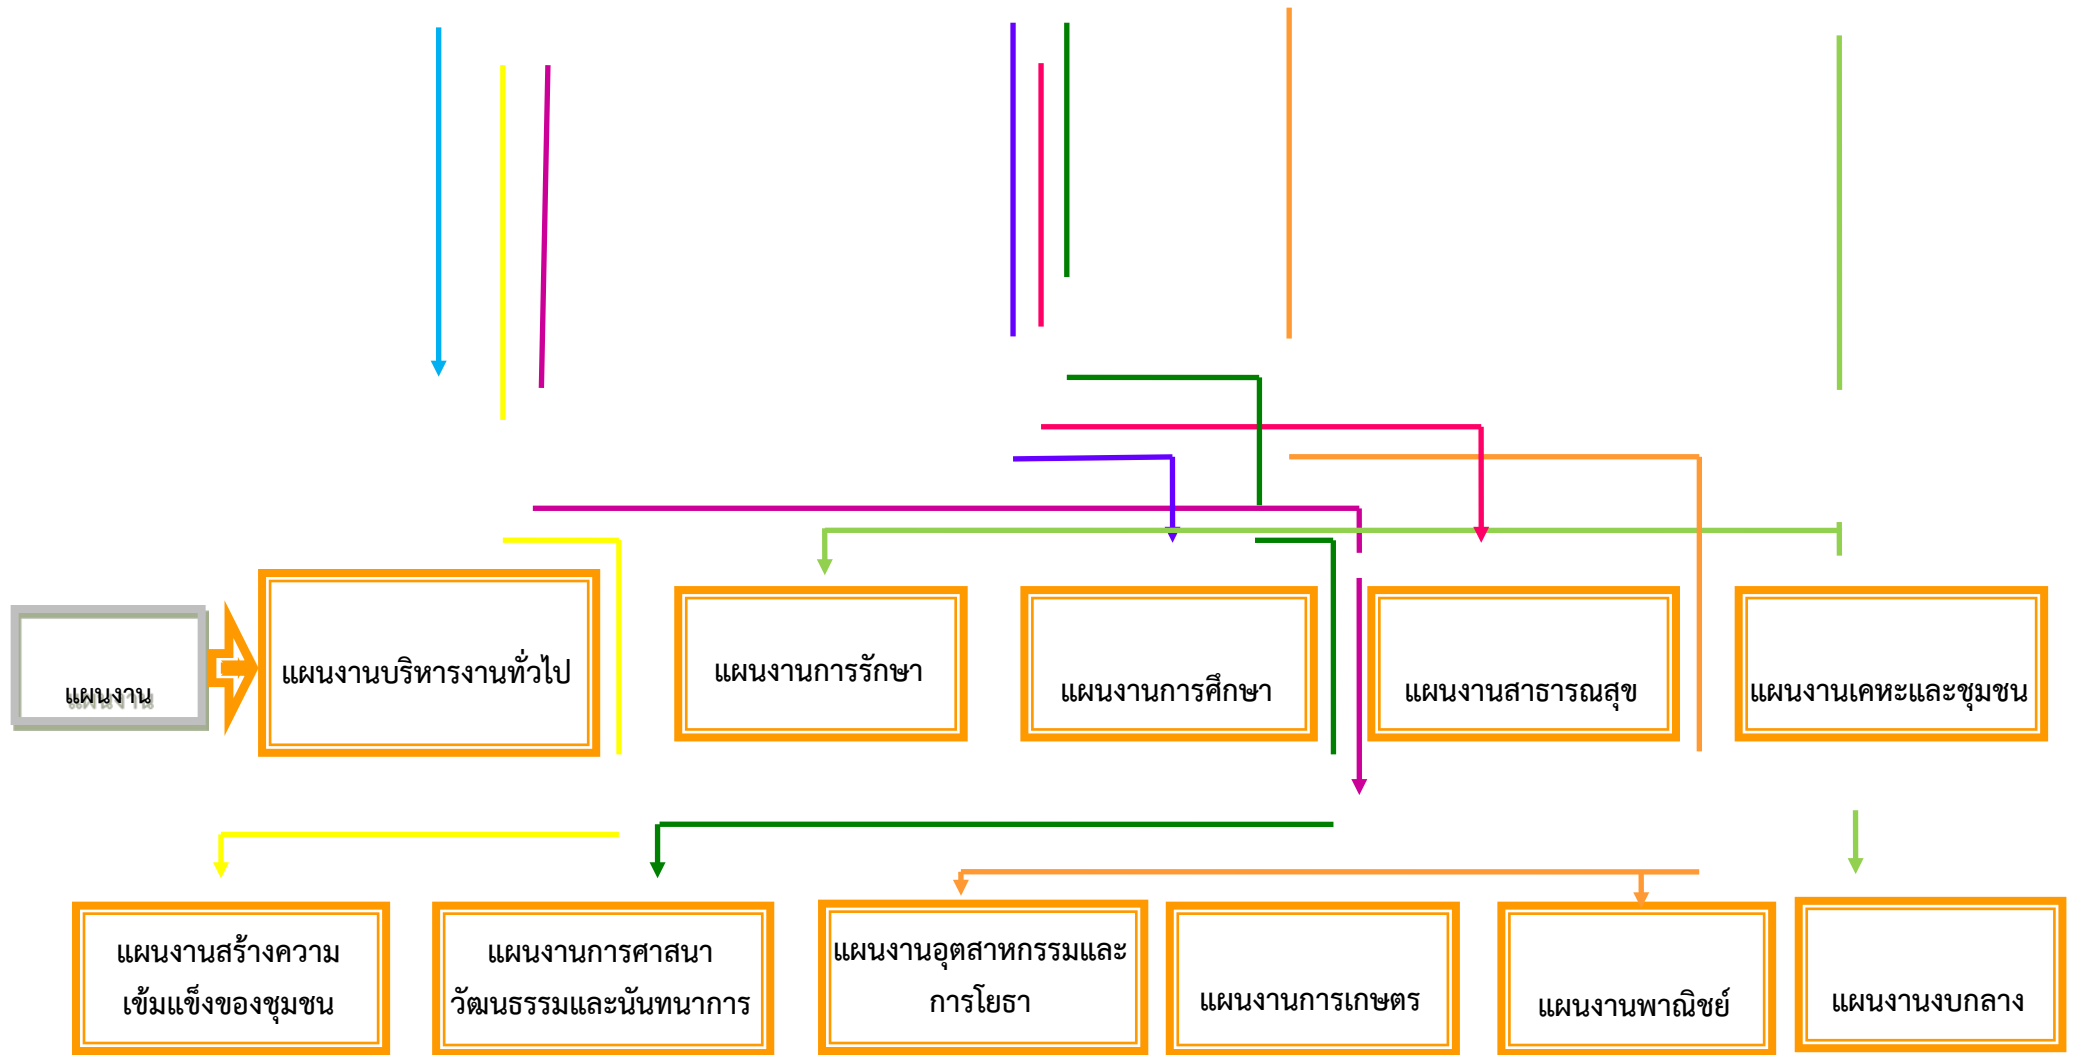 แผนงาน
แผนงานบริหารงานทั่วไป
แผนงานการรักษา
แผนงานการศึกษา
แผนงานสาธารณสุข
แผนงานเคหะและชุมชน
แผนงานสร้างความ
เข้มแข็งของชุมชน
แผนงานการศาสนา
วัฒนธรรมและนันทนาการ
แผนงานอุตสาหกรรมและ
การโยธา
แผนงานการเกษตร
แผนงานพาณิชย์
แผนงานงบกลาง